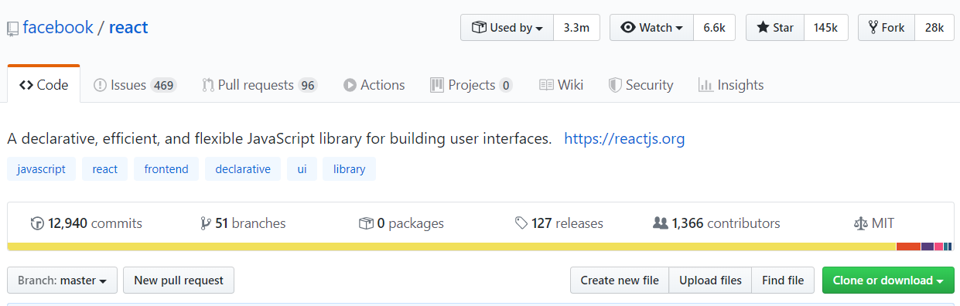 facebook / react Used by 3.3m Watch 6.6k Star 145k Fork 28k
Code Issues 469 Pull requests 96 Actions Projects 0 Wiki Security Insights
A declarative, efficient, and flexible JavaScript library for building user interfaces. https://reactjs.org
javascript react frontend declarative ui library
12,940 commits 51 branches 0 packages 127 releases 1,366 contributors MIT
Branch: master New pull request Create new file Upload files Find file Clone or download